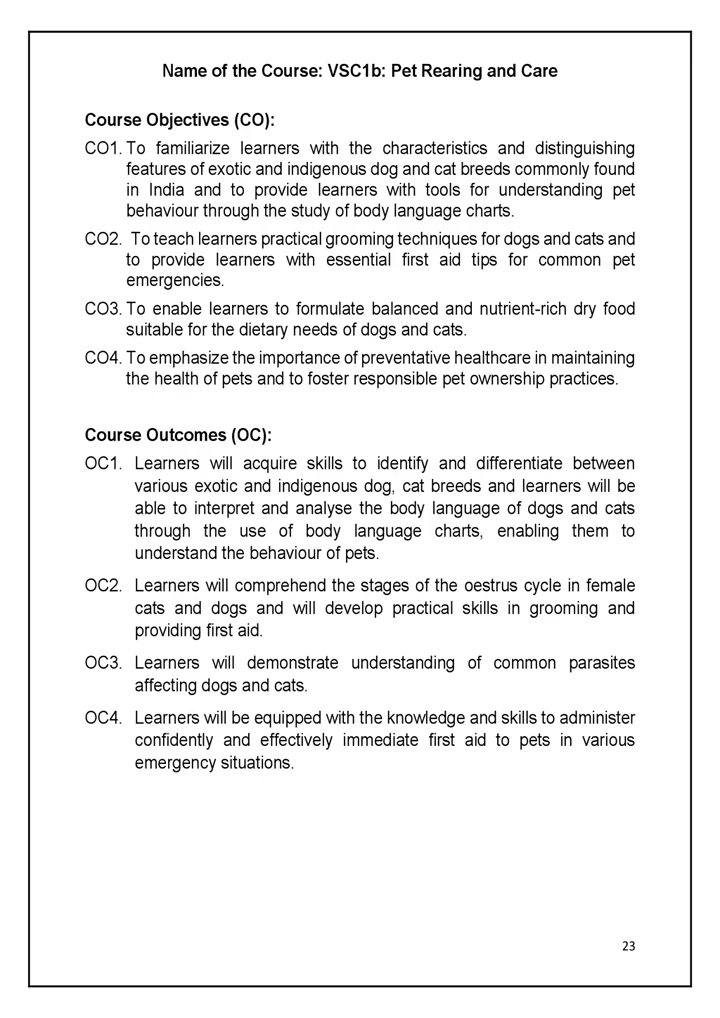 Name of the Course: VSC1b: Pet Rearing and Care
Course Objectives (CO):
CO1. To familiarize learners with the characteristics and distinguishing
features of exotic and indigenous dog and cat breeds commonly found
in India and to provide learners with tools for understanding pet
behaviour through the study of body language charts.
CO2. To teach learners practical grooming techniques for dogs and cats and
to provide learners with essential first aid tips for common pet
emergencies.
CO3. To enable learners to formulate balanced and nutrient-rich dry food
suitable for the dietary needs of dogs and cats.
CO4. To emphasize the importance of preventative healthcare in maintaining
the health of pets and to foster responsible pet ownership practices.
Course Outcomes (OC):
OC1. Learners will acquire skills to identify and differentiate between
various exotic and indigenous dog, cat breeds and learners will be
able to interpret and analyse the body language of dogs and cats
through the use of body language charts, enabling them to
understand the behaviour of pets.
OC2. Learners will comprehend the stages of the oestrus cycle in female
cats and dogs and will develop practical skills in grooming and
providing first aid.
OC3. Learners will demonstrate understanding of common parasites
affecting dogs and cats.
OC4. Learners will be equipped with the knowledge and skills to administer
confidently and effectively immediate first aid to pets in various
emergency situations.
23